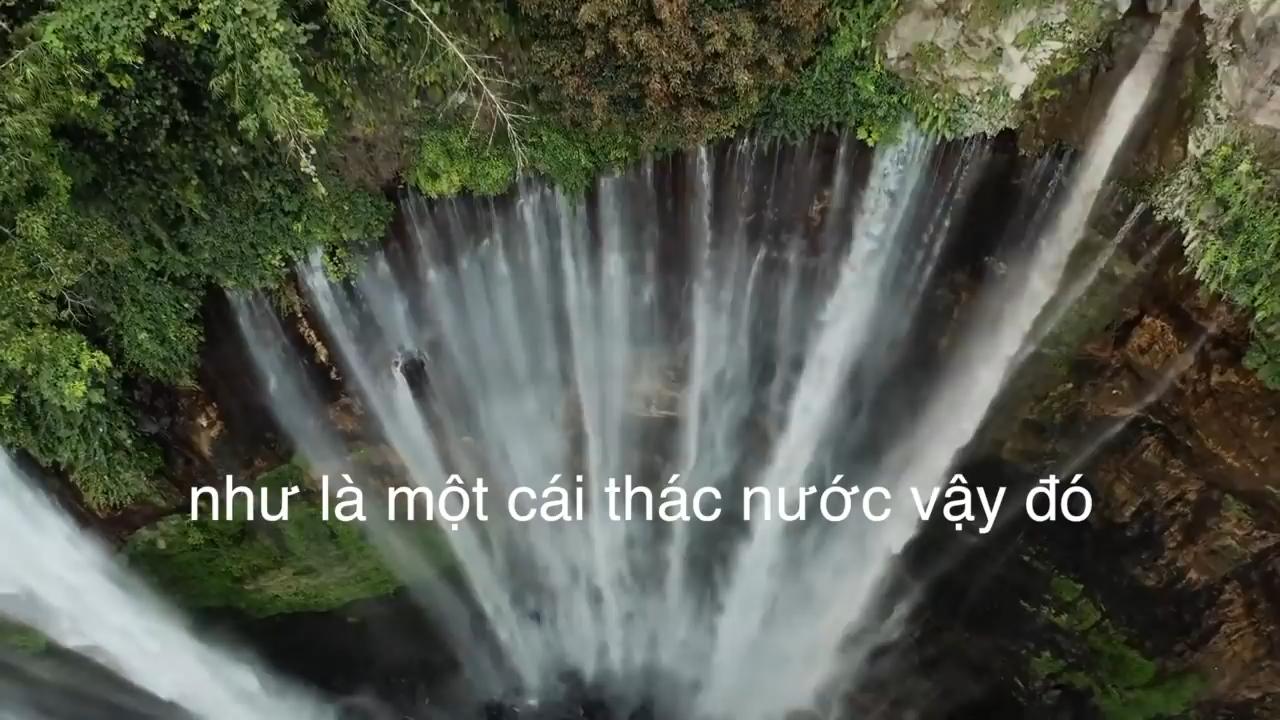 như là một cái thác nước vậy đó